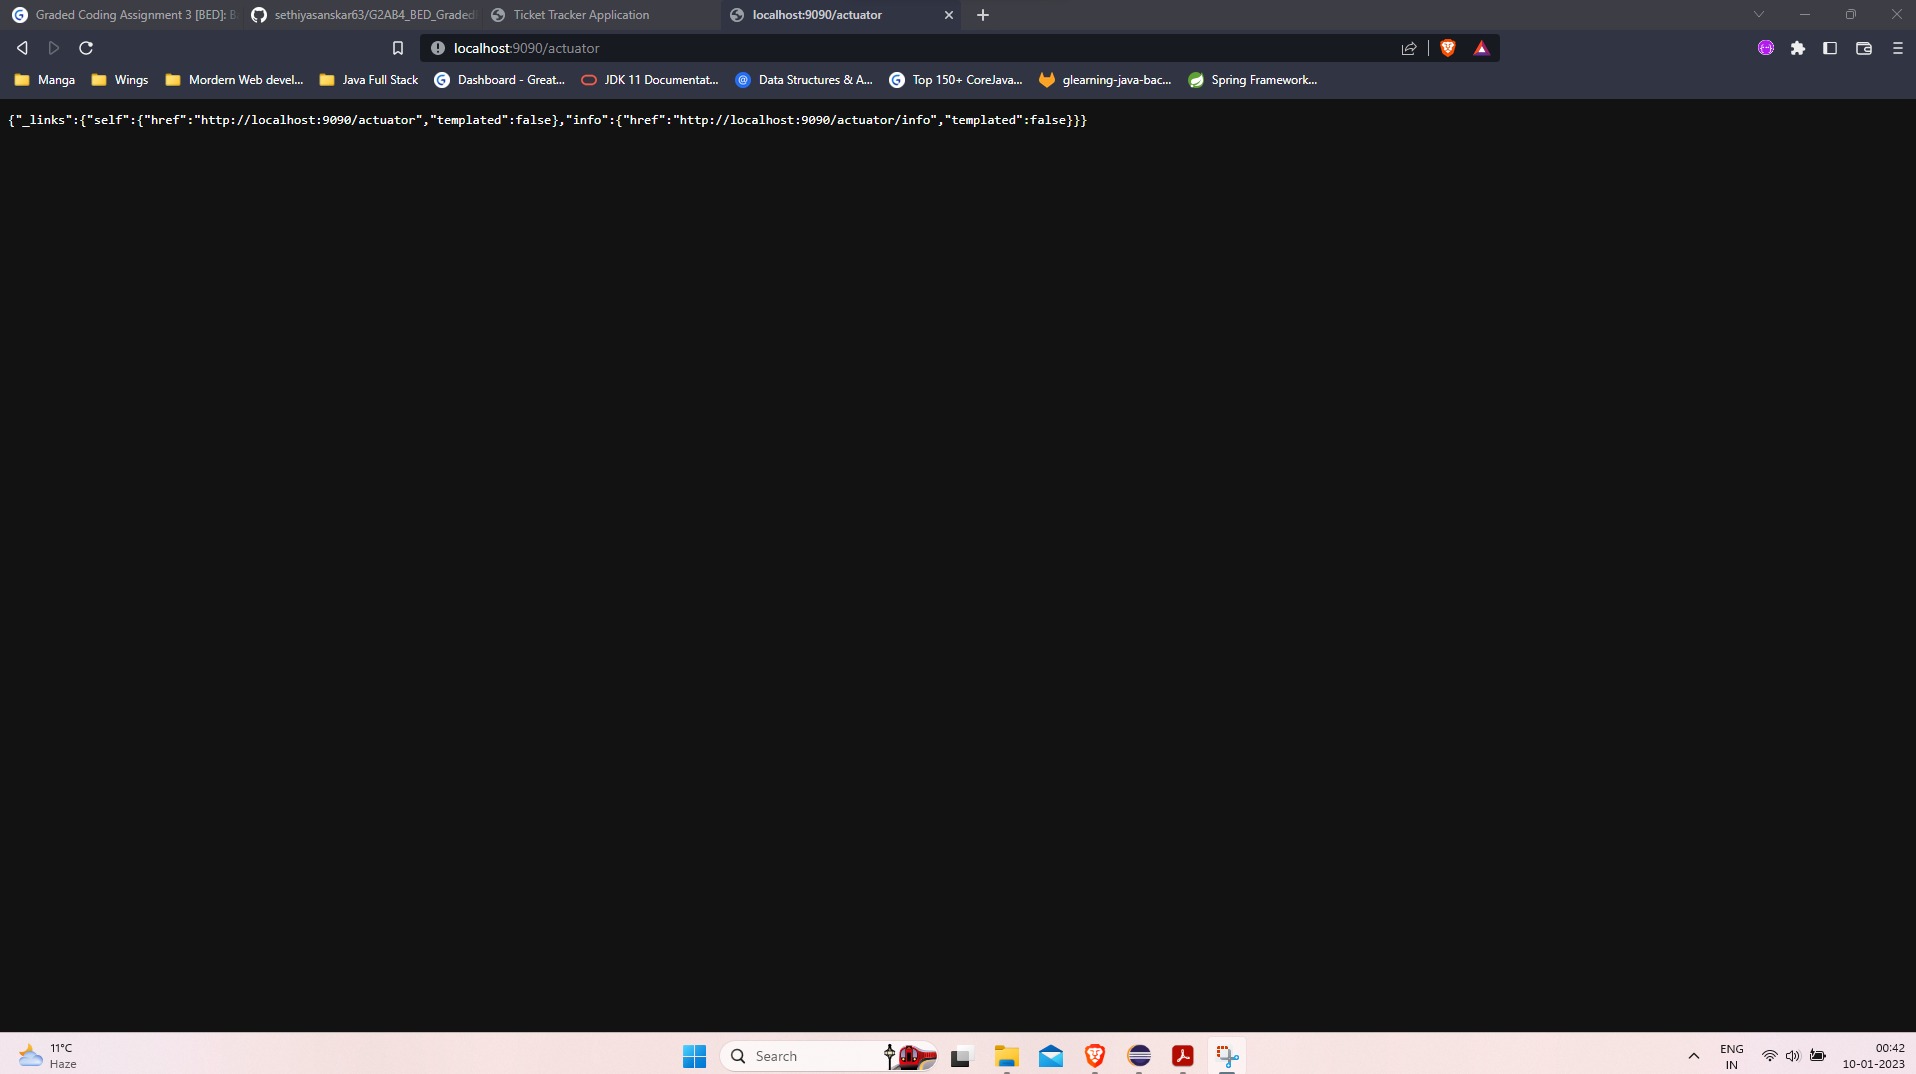 Graded Coding Assignment 3 [BED]: B
sethiyasanskar63/G2AB4_BED_Graded
Ticket Tracker Application
localhost:9090/actuator
localhost:9090/actuator
Manga
Wings
Mordern Web devel...
Java Full Stack
Dashboard - Great...
JDK 11 Documentat...
Data Structures & A...
Top 150+ CoreJava...
glearning-java-bac...
Spring Framework...
{"_links":{"self":{"href":"http://localhost:9090/actuator","templated":false},"info":{"href":"http://localhost:9090/actuator/info","templated":false}}}
11°C
Haze
Search
ENG
IN
00:42
10-01-2023